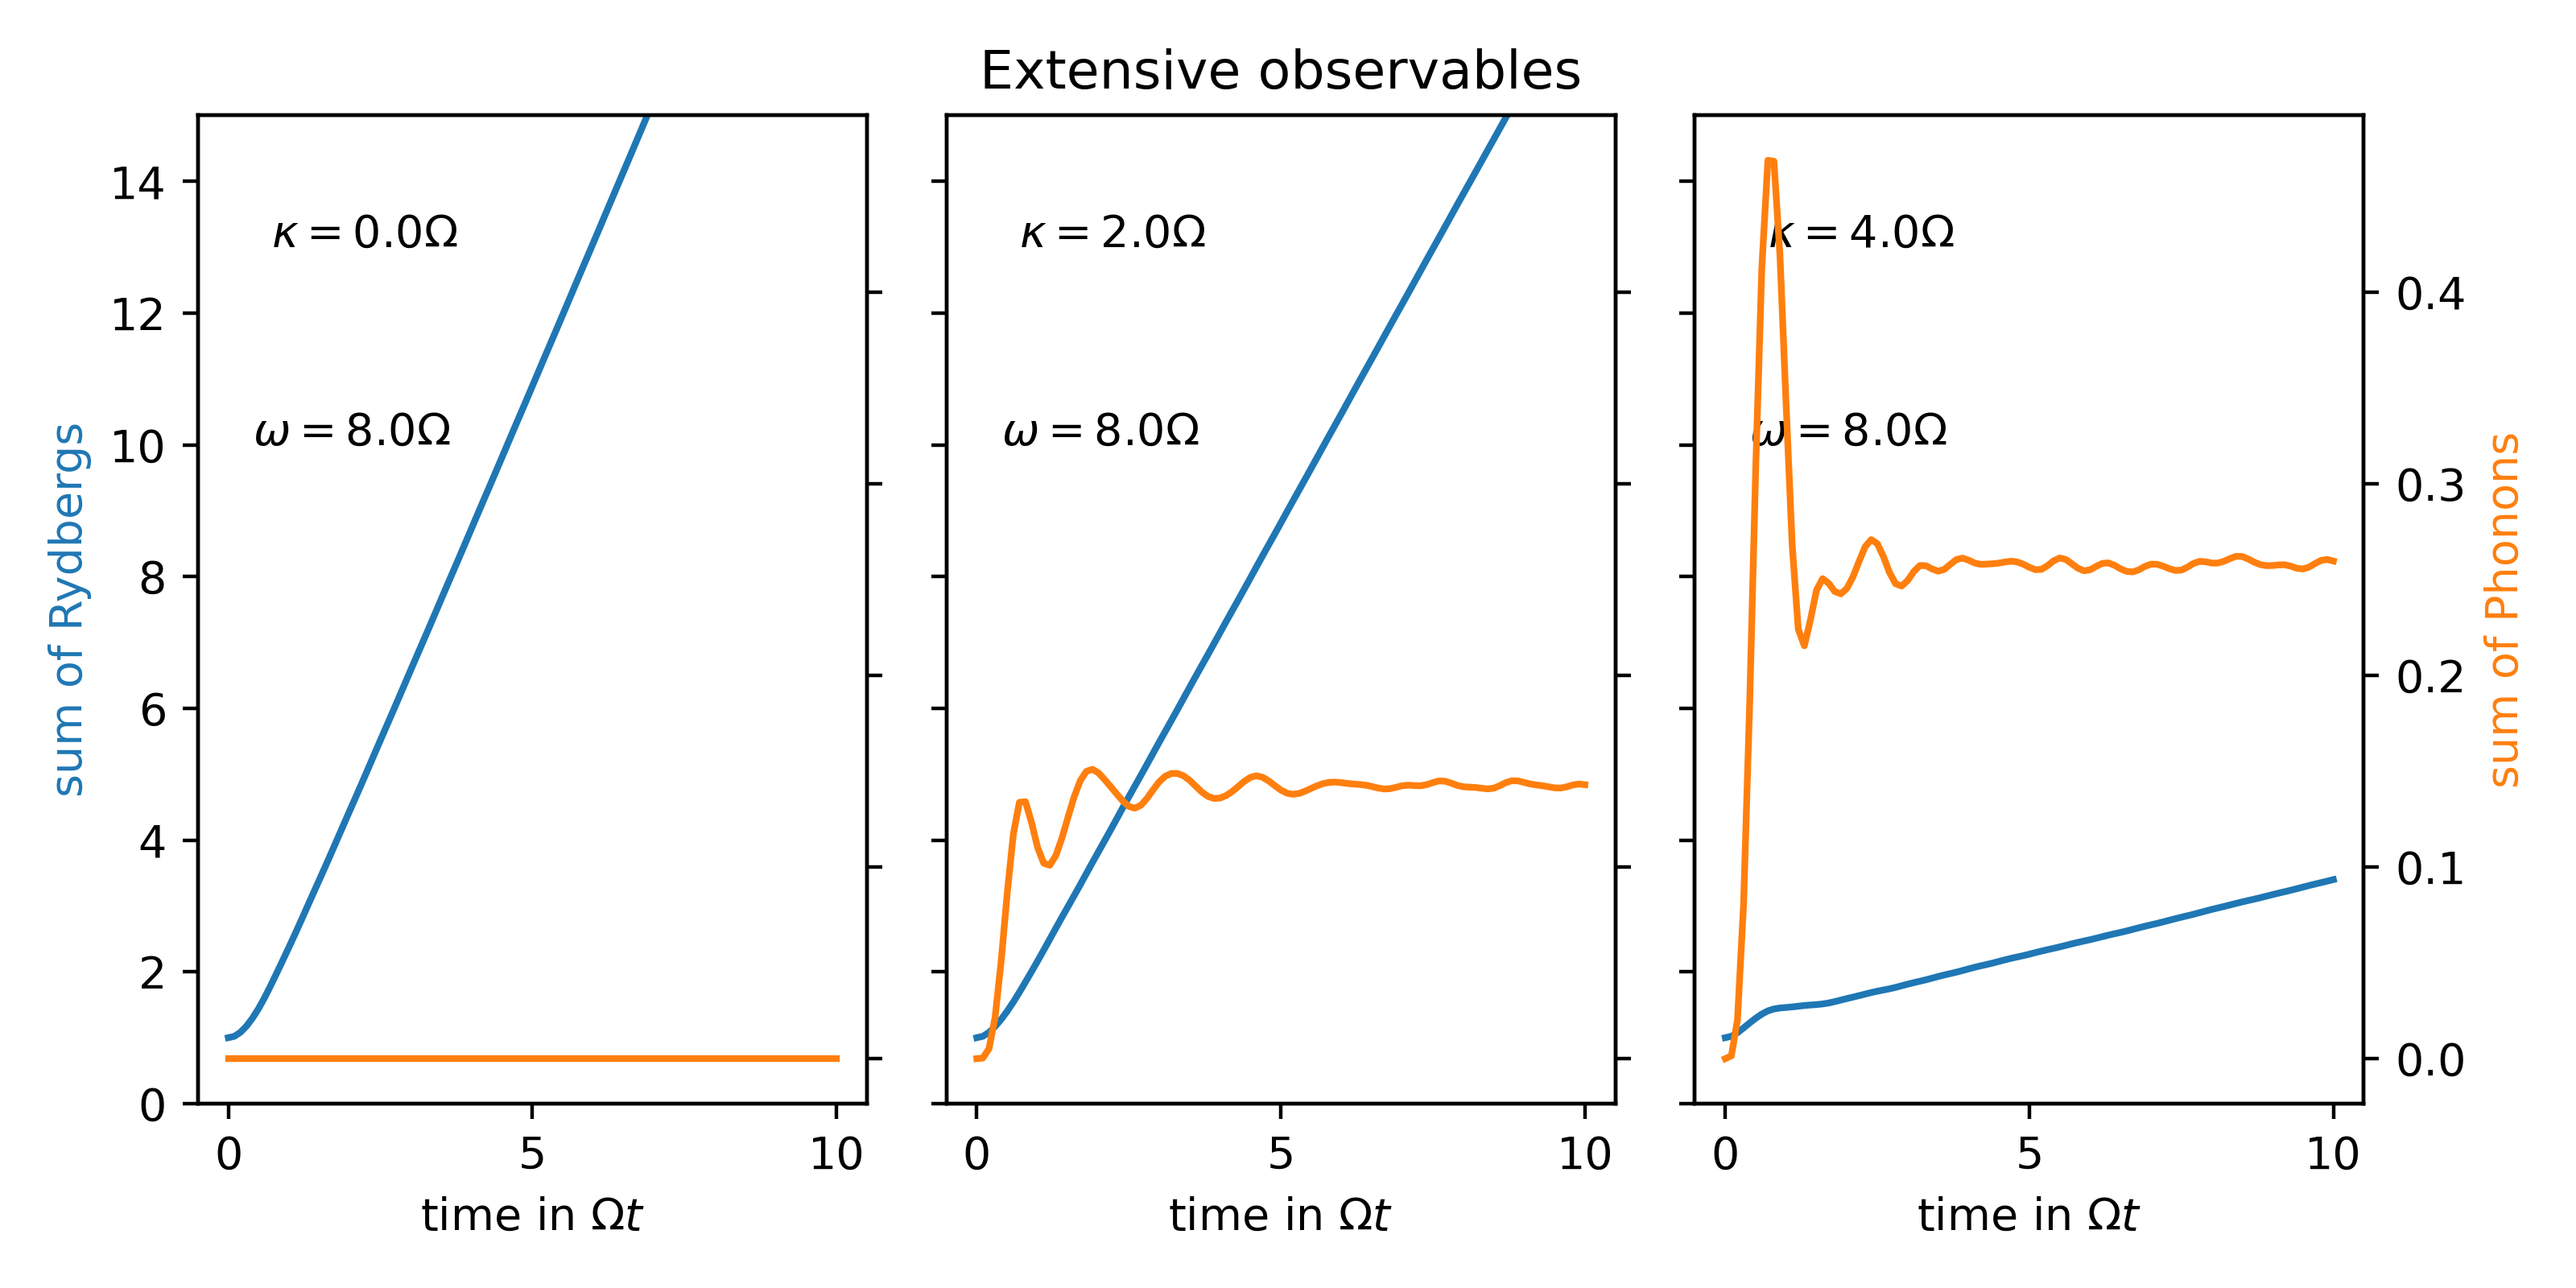 Extensive observables
sum of Rydbergs
14
12
10
8
6
4
2
0
κ = 0.0Ω
ω = 8.0Ω
0 5 10
time in Ωt
κ = 2.0Ω
ω = 8.0Ω
0 5 10
time in Ωt
κ = 4.0Ω
ω = 8.0Ω
0 5 10
time in Ωt
0.4
0.3
0.2
0.1
0.0
sum of Phonons